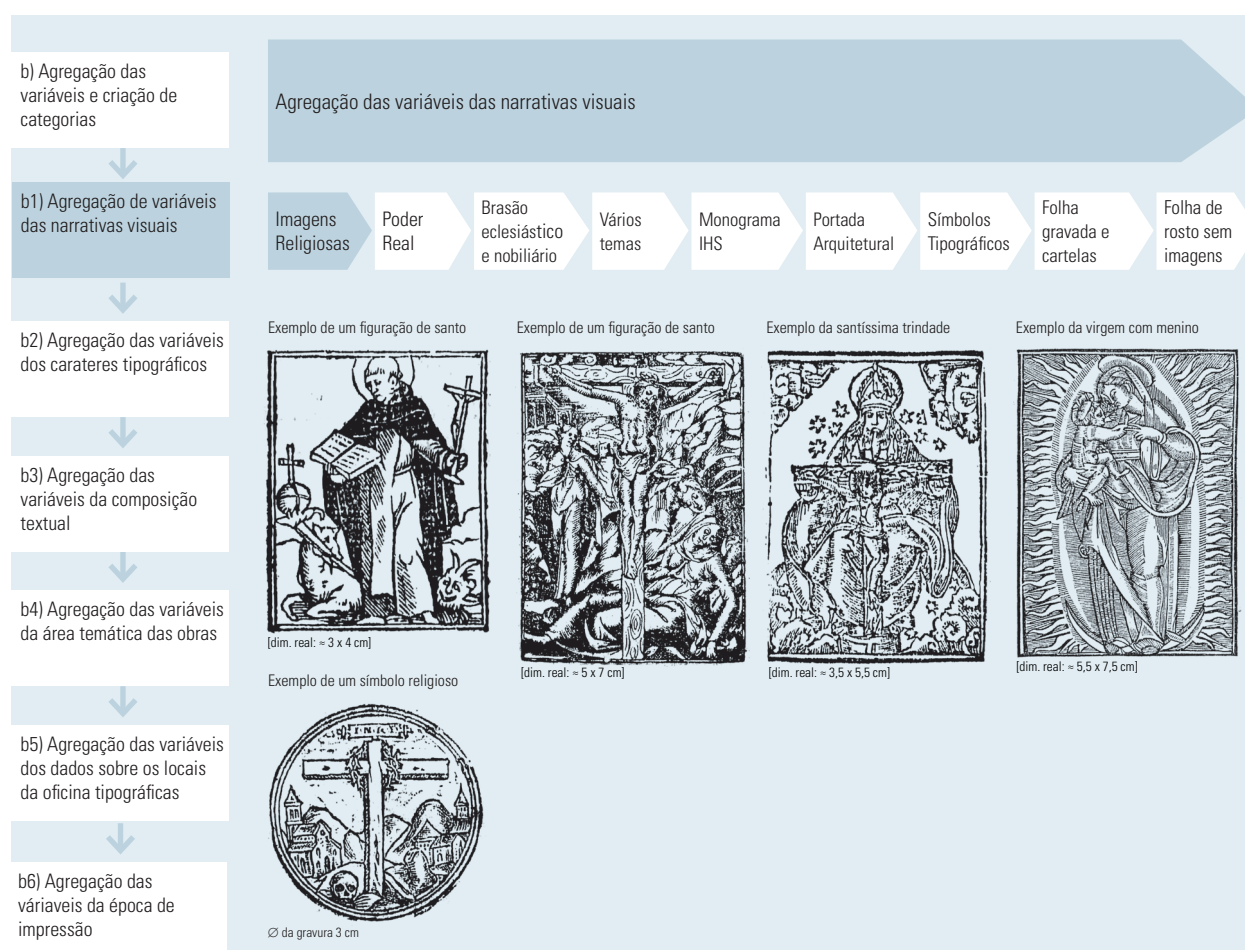 b) Agregação das
variáveis e criação de
categorias
Agregação das variáveis das narrativas visuais
b1) Agregação de variáveis
das narrativas visuais
Imagens
Religiosas
Poder
Real
Brasão
eclesiástico
e nobiliário
Vários
temas
Monograma
IHS
Portada
Arquitetural
Símbolos
Tipográficos
Folha
gravada e
cartelas
Folha de
rosto sem
imagens
b2) Agregação das variáveis
dos carateres tipográficos
b3) Agregação das
variáveis da composição
textual
b4) Agregação das variáveis
da área temática das obras
b5) Agregação das variáveis
dos dados sobre os locais
da oficina tipográficas
b6) Agregação das
váriaveis da época de
impressão
Exemplo de um figuração de santo
[dim. real: ≈ 3 x 4 cm]
Exemplo de um figuração de santo
[dim. real: ≈ 5 x 7 cm]
Exemplo da santíssima trindade
[dim. real: ≈ 3,5 x 5,5 cm]
Exemplo da virgem com menino
[dim. real: ≈ 5,5 x 7,5 cm]
Exemplo de um símbolo religioso
I.N.R.I.
∅ da gravura 3 cm